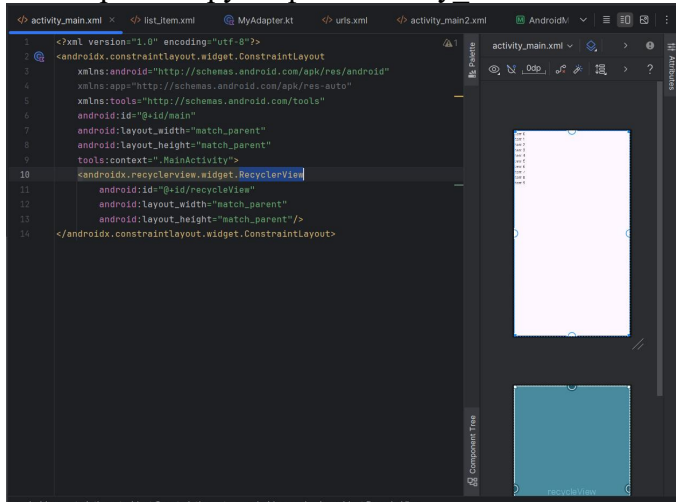 activity_main.xml
list_item.xml
MyAdapter.kt
urls.xml
activity_main2.xml
1 <?xml version="1.0" encoding="utf-8"?>
2 <androidx.constraintlayout.widget.ConstraintLayout
3 xmlns:android="http://schemas.android.com/apk/res/android"
4 xmlns:app="http://schemas.android.com/apk/res-auto"
5 xmlns:tools="http://schemas.android.com/tools"
6 android:id="@+id/main"
7 android:layout_width="match_parent"
8 android:layout_height="match_parent"
9 tools:context=".MainActivity">
10 <androidx.recyclerview.widget.RecyclerView
11 android:id="@+id/recycleView"
12 android:layout_width="match_parent"
13 android:layout_height="match_parent"/>
14 </androidx.constraintlayout.widget.ConstraintLayout>
1
Palette
activity_main.xml
0dp
?
Attributes
Component Tree
recycleView